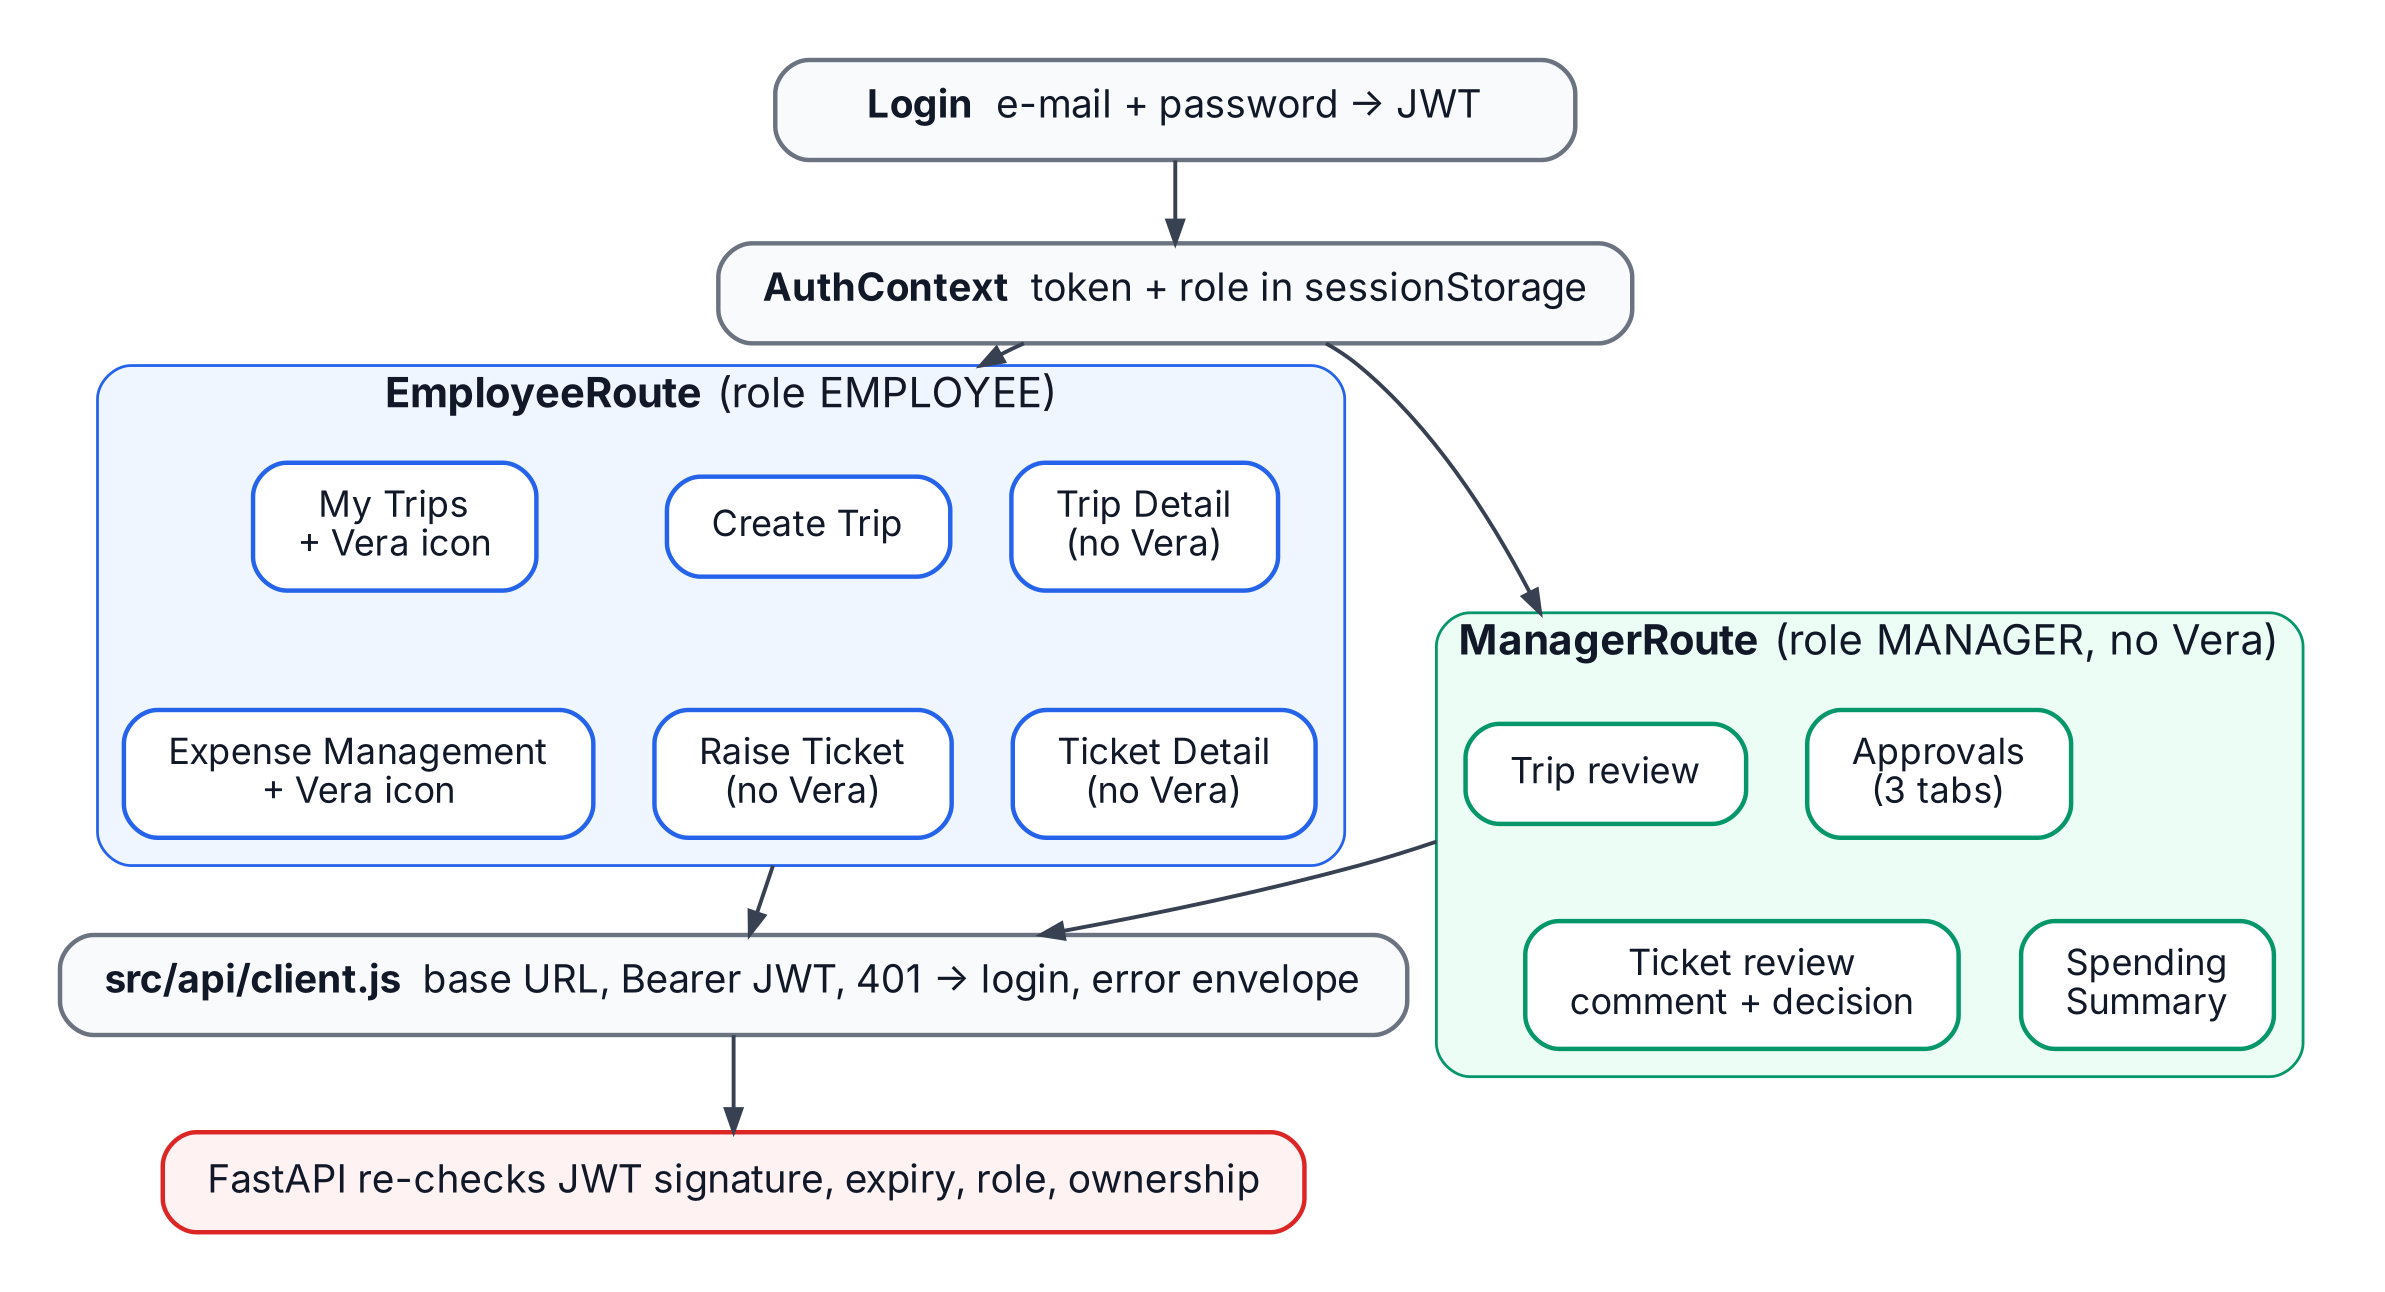 Login e-mail + password → JWT
AuthContext token + role in sessionStorage
EmployeeRoute (role EMPLOYEE)
My Trips
+ Vera icon
Create Trip
Trip Detail
(no Vera)
Expense Management
+ Vera icon
Raise Ticket
(no Vera)
Ticket Detail
(no Vera)
ManagerRoute (role MANAGER, no Vera)
Trip review
Approvals
(3 tabs)
Ticket review
comment + decision
Spending
Summary
src/api/client.js base URL, Bearer JWT, 401 → login, error envelope
FastAPI re-checks JWT signature, expiry, role, ownership